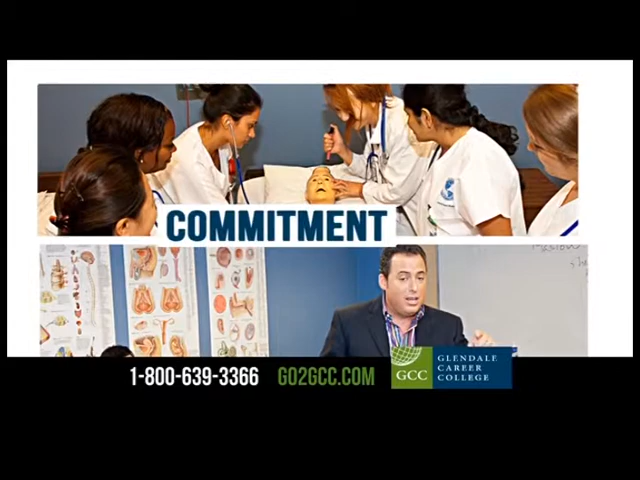 COMMITMENT
1-800-639-3366 GO2GCC.COM
GCC
GLENDALE
CAREER
COLLEGE